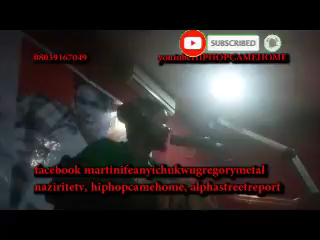 SUBSCRIBED
08039167049
youtube HIPHOPCAMEHOME
facebook martinifeanyichukwugregorymetal
naziritetv, hiphopcamehome, alphastreetreport